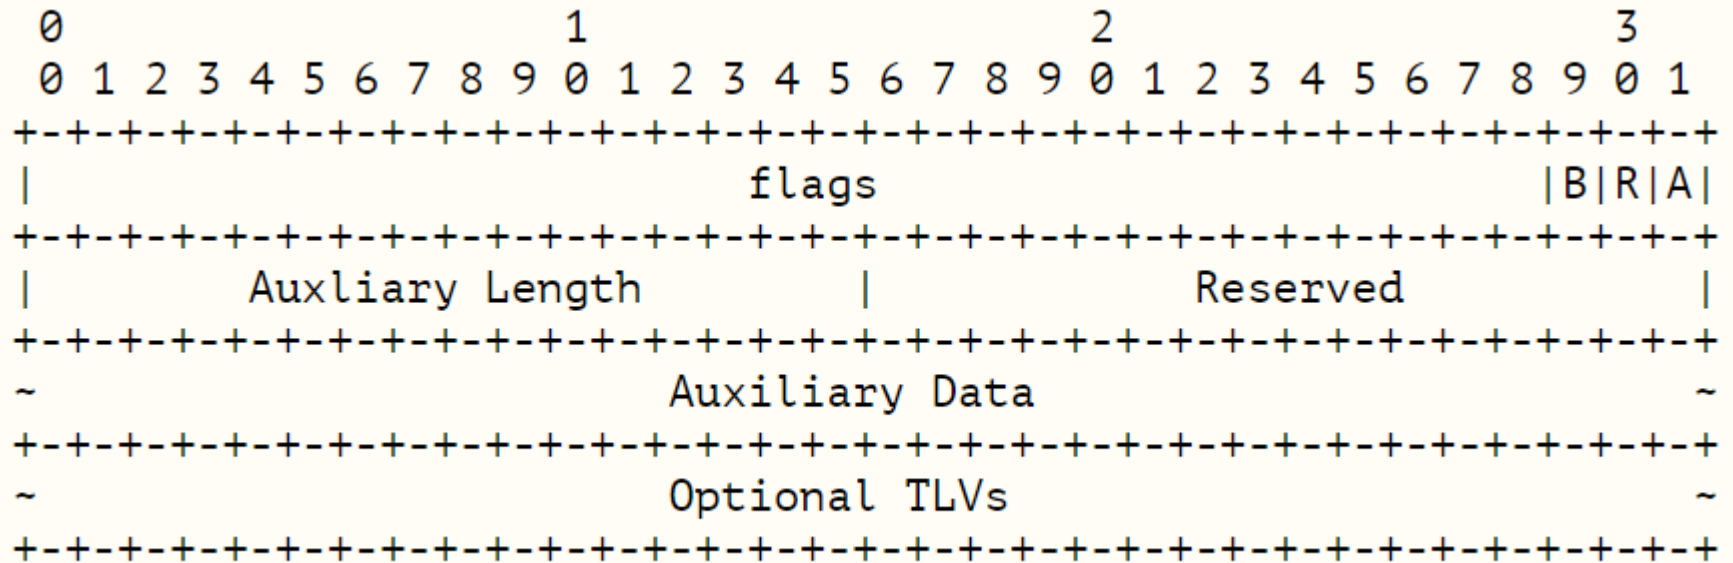 0                   1                   2                   3
 0 1 2 3 4 5 6 7 8 9 0 1 2 3 4 5 6 7 8 9 0 1 2 3 4 5 6 7 8 9 0 1
+-+-+-+-+-+-+-+-+-+-+-+-+-+-+-+-+-+-+-+-+-+-+-+-+-+-+-+-+-+-+-+-+
|                           flags                         |B|R|A|
+-+-+-+-+-+-+-+-+-+-+-+-+-+-+-+-+-+-+-+-+-+-+-+-+-+-+-+-+-+-+-+-+
|        Auxliary Length        |            Reserved           |
+-+-+-+-+-+-+-+-+-+-+-+-+-+-+-+-+-+-+-+-+-+-+-+-+-+-+-+-+-+-+-+-+
~                        Auxiliary Data                         ~
+-+-+-+-+-+-+-+-+-+-+-+-+-+-+-+-+-+-+-+-+-+-+-+-+-+-+-+-+-+-+-+-+
~                        Optional TLVs                          ~
+-+-+-+-+-+-+-+-+-+-+-+-+-+-+-+-+-+-+-+-+-+-+-+-+-+-+-+-+-+-+-+-+